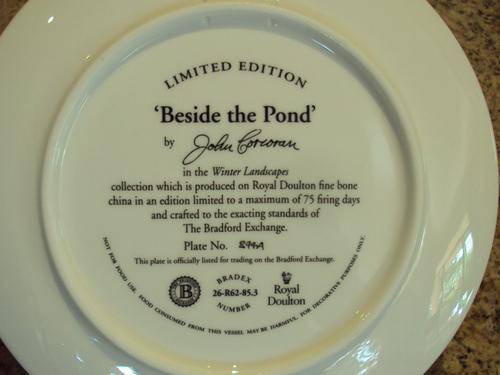 LIMITED EDITION
'Beside the Pond'
by John Corcoran
in the Winter Landscapes
collection which is produced on Royal Doulton fine bone
china in an edition limited to a maximum of 75 firing days
and crafted to the exacting standards of
The Bradford Exchange.
Plate No.
This plate is officially listed for trading on the Bradford Exchange.
B
BRADEX
26-R62-85.3
NUMBER
Royal
Doulton
NOT FOR FOOD USE. FOOD CONSUMED FROM THIS VESSEL MAY BE HARMFUL. FOR DECORATIVE PURPOSES ONLY.